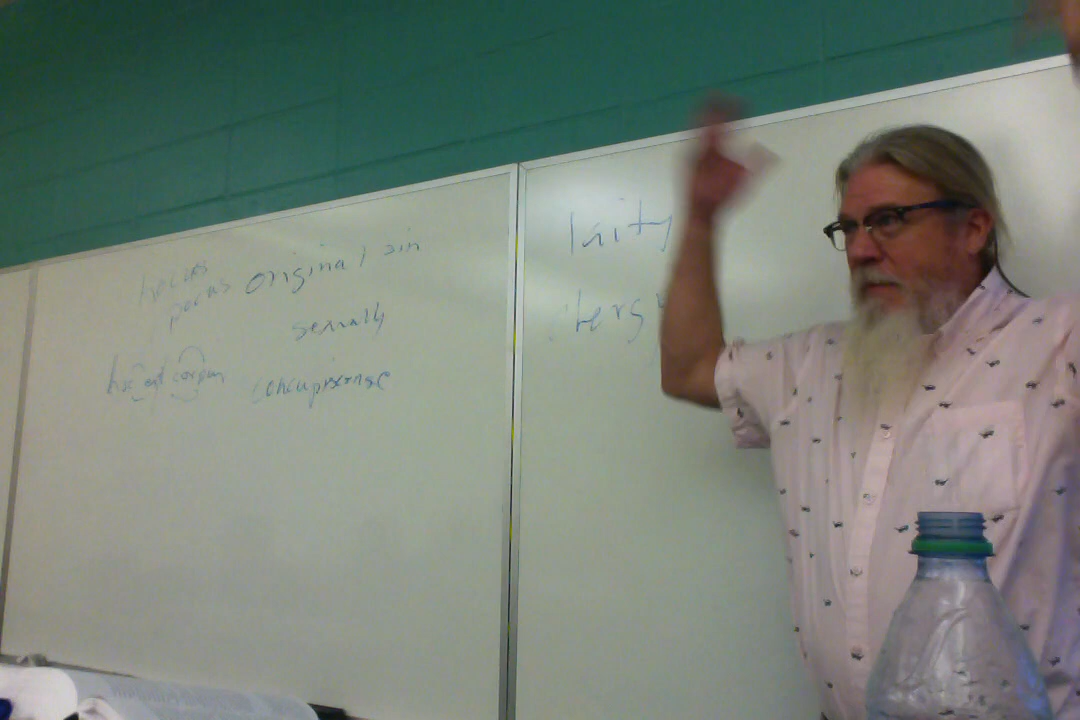 hocus
pocus
original sin
sexually
hoc est corpus
concupiscense
laity
clergy